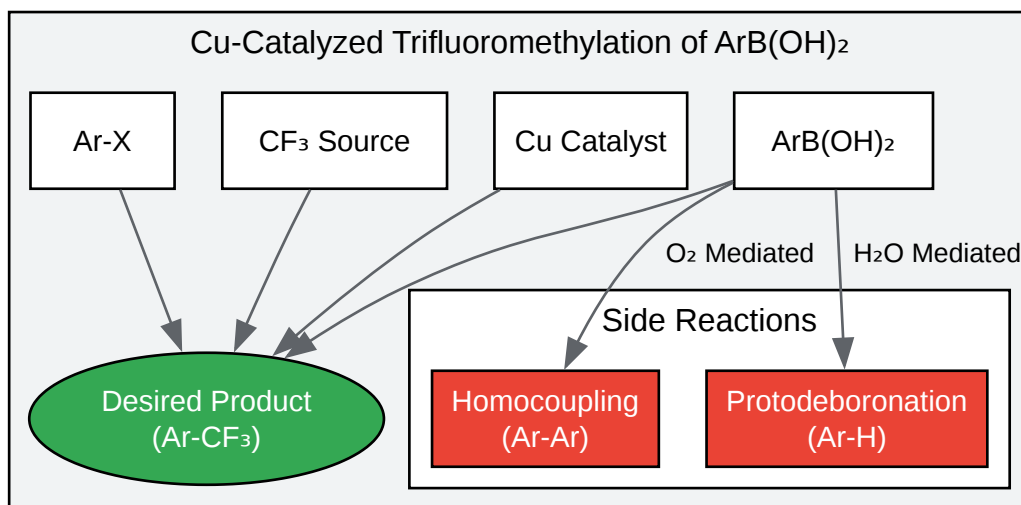 Cu-Catalyzed Trifluoromethylation of ArB(OH)₂
Ar-X
CF₃ Source
Cu Catalyst
ArB(OH)₂
O₂ Mediated
H₂O Mediated
Side Reactions
Desired Product
(Ar-CF₃)
Homocoupling
(Ar-Ar)
Protodeboronation
(Ar-H)